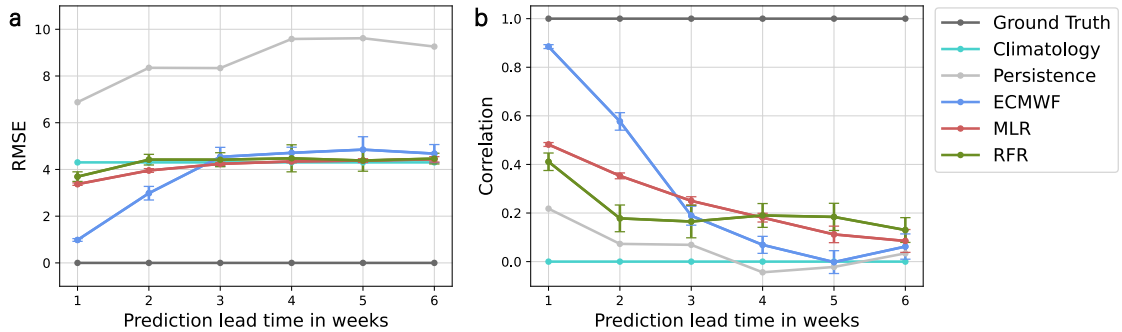 a
RMSE
10
8
6
4
2
0
1 2 3 4 5 6
Prediction lead time in weeks
b
Correlation
1.0
0.8
0.6
0.4
0.2
0.0
1 2 3 4 5 6
Prediction lead time in weeks
Ground Truth
Climatology
Persistence
ECMWF
MLR
RFR